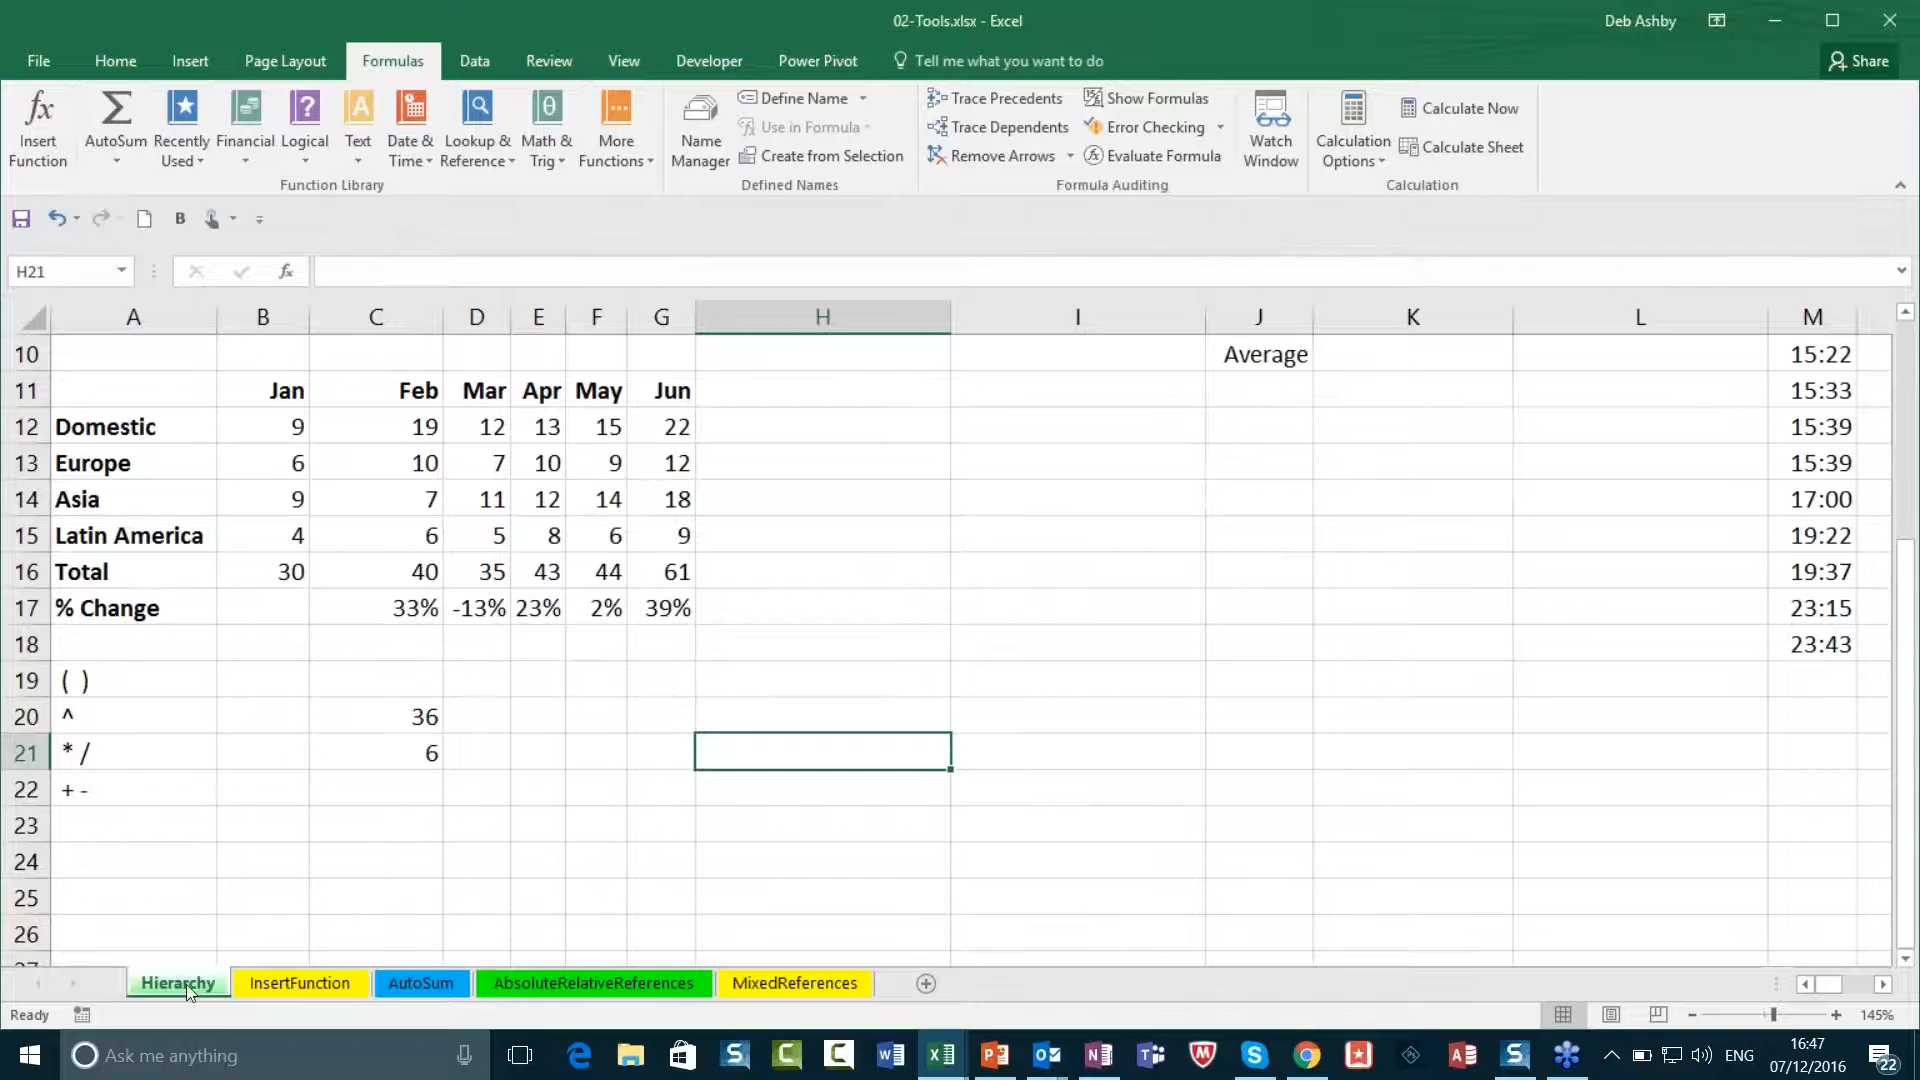 02-Tools.xlsx - Excel
Deb Ashby
File Home Insert Page Layout Formulas Data Review View Developer Power Pivot Tell me what you want to do Share
Insert Function
AutoSum
Recently Used
Financial
Logical
Text
Date & Time
Lookup & Reference
Math & Trig
More Functions
Function Library
Name Manager
Define Name
Use in Formula
Create from Selection
Defined Names
Trace Precedents
Trace Dependents
Remove Arrows
Show Formulas
Error Checking
Evaluate Formula
Formula Auditing
Watch Window
Calculation Options
Calculate Now
Calculate Sheet
Calculation
B
H21
fx
A B C D E F G H I J K L M
10 Average 15:22
11 Jan Feb Mar Apr May Jun 15:33
12 Domestic 9 19 12 13 15 22 15:39
13 Europe 6 10 7 10 9 12 15:39
14 Asia 9 7 11 12 14 18 17:00
15 Latin America 4 6 5 8 6 9 19:22
16 Total 30 40 35 43 44 61 19:37
17 % Change 33% -13% 23% 2% 39% 23:15
18 23:43
19 ( )
20 ^ 36
21 * / 6
22 + -
23
24
25
26
Hierarchy InsertFunction AutoSum AbsoluteRelativeReferences MixedReferences
Ready 145%
Ask me anything
ENG
16:47
07/12/2016
22